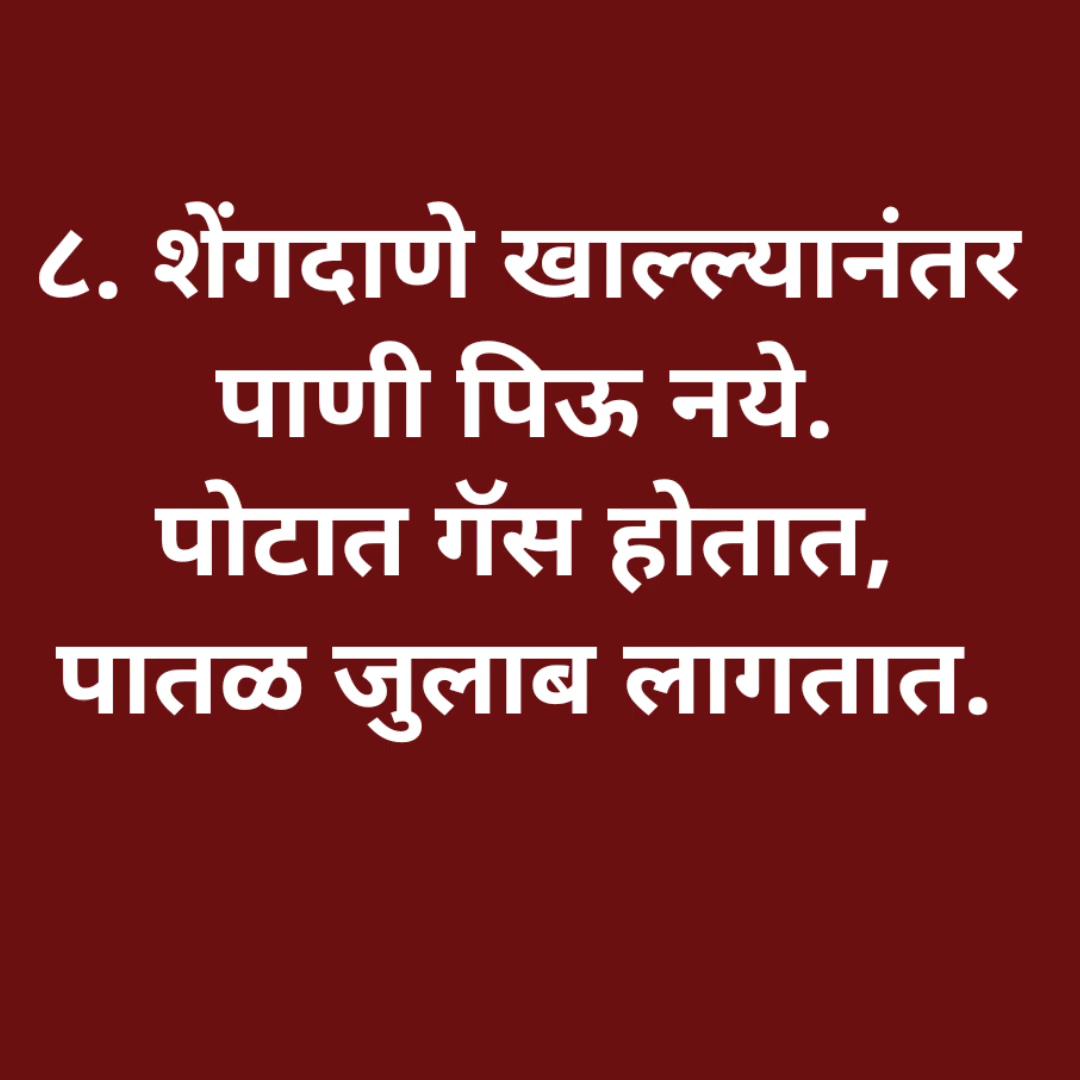 ८. शेंगदाणे खाल्ल्यानंतर
पाणी पिऊ नये.
पोटात गॅस होतात,
पातळ जुलाब लागतात.